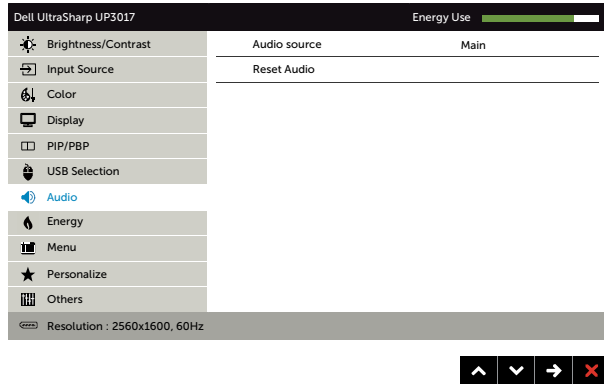 Dell UltraSharp UP3017 Energy Use
Brightness/Contrast Audio source Main
Input Source Reset Audio
Color
Display
PIP/PBP
USB Selection
Audio
Energy
Menu
Personalize
Others
Resolution : 2560x1600, 60Hz